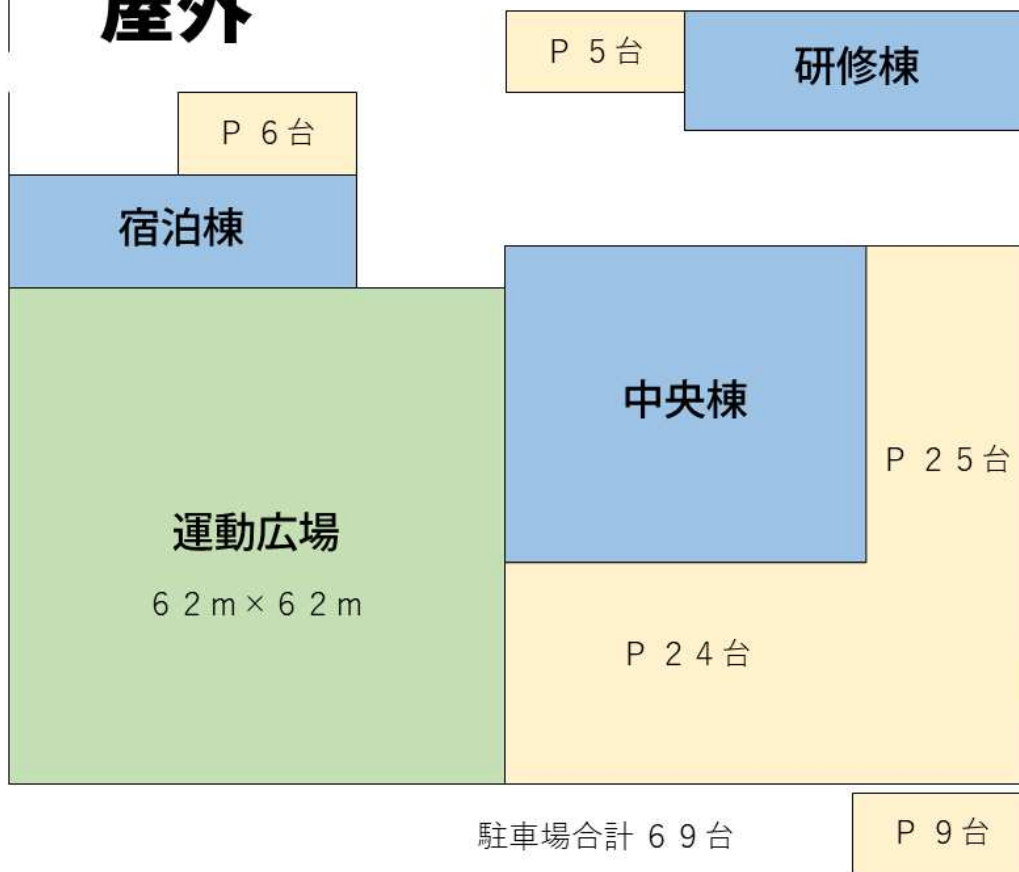 屋外
Ｐ ５台
研修棟
Ｐ ６台
宿泊棟
中央棟
Ｐ ２５台
運動広場
６２ｍ×６２ｍ
Ｐ ２４台
駐車場合計 ６９台
Ｐ ９台